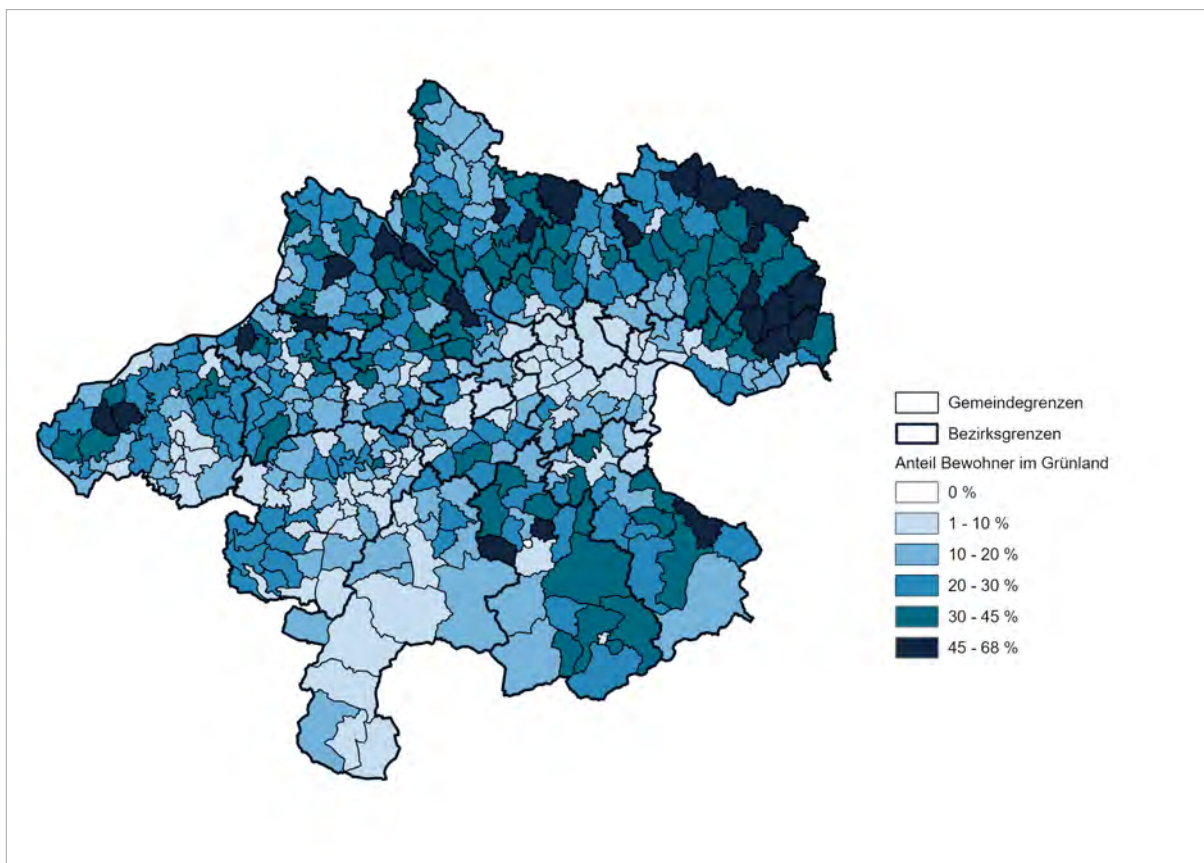 Gemeindegrenzen
Bezirksgrenzen
Anteil Bewohner im Grünland
0 %
1 - 10 %
10 - 20 %
20 - 30 %
30 - 45 %
45 - 68 %